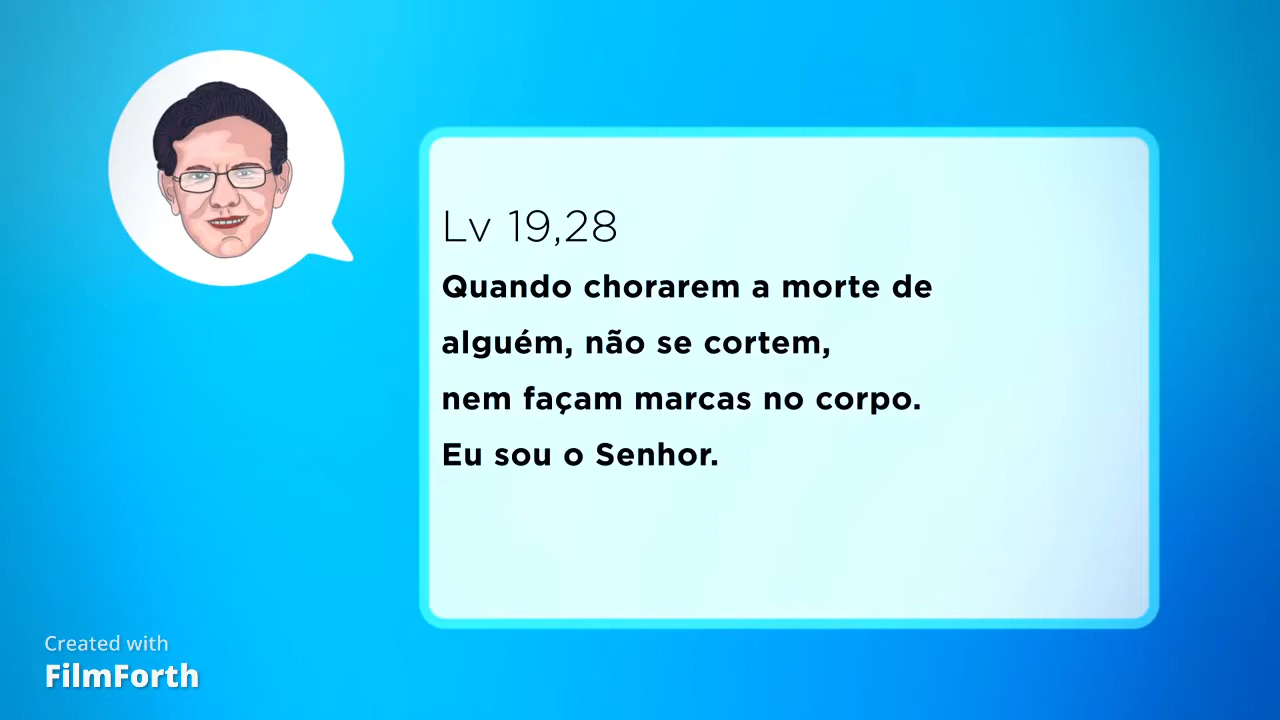 Lv 19,28
Quando chorarem a morte de
alguém, não se cortem,
nem façam marcas no corpo.
Eu sou o Senhor.
Created with
FilmForth